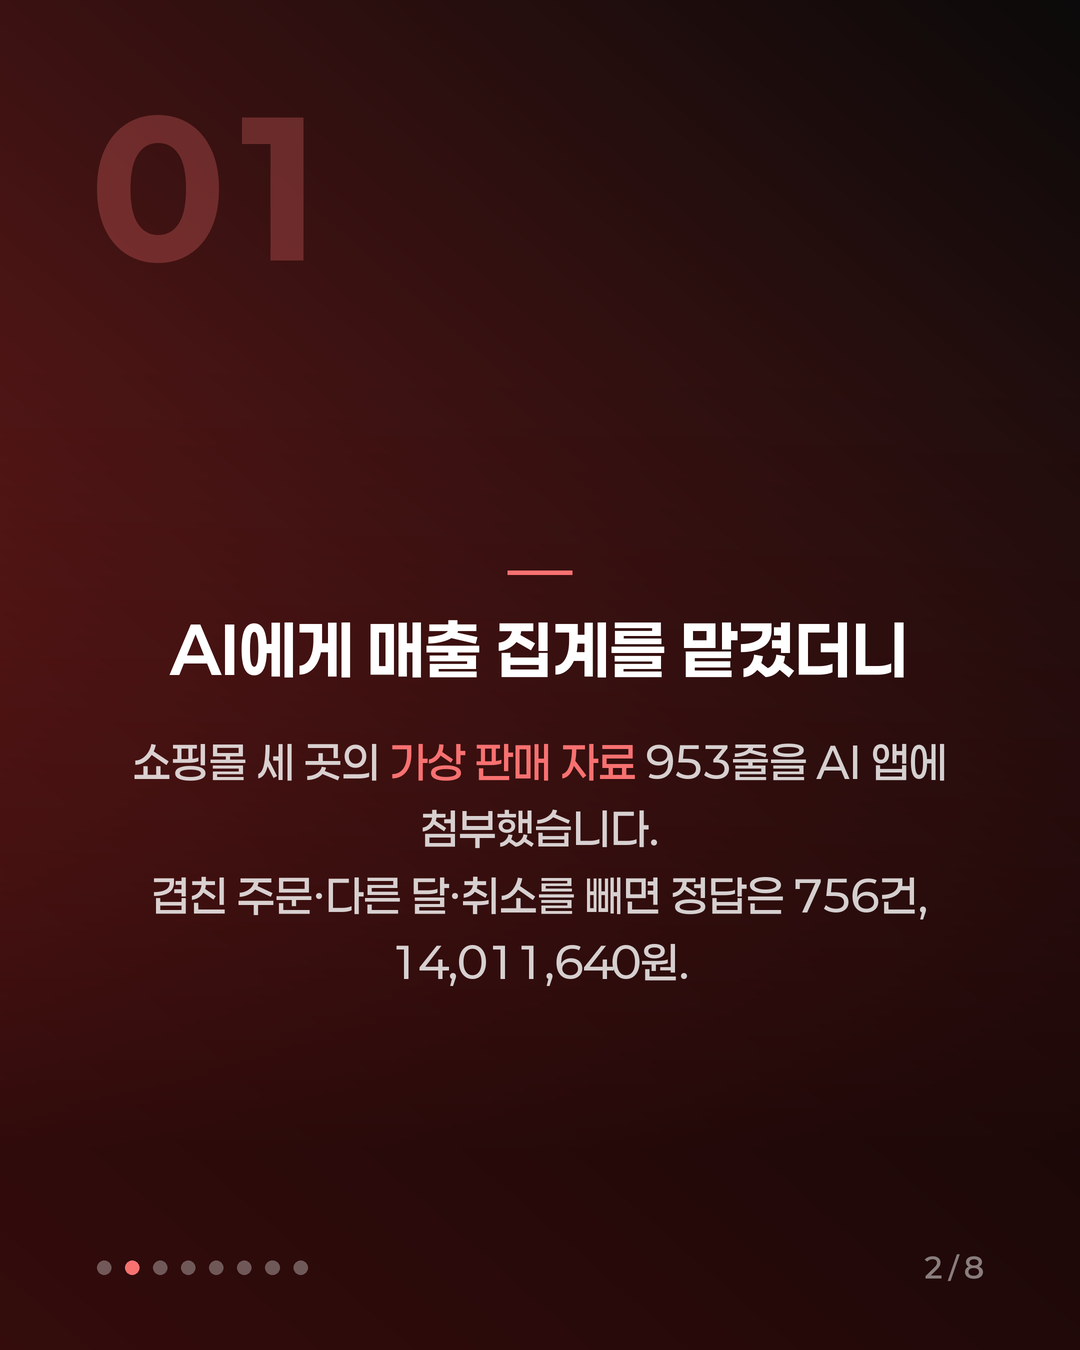 01
AI에게 매출 집계를 맡겼더니
쇼핑몰 세 곳의 가상 판매 자료 953줄을 AI 앱에
첨부했습니다.
겹친 주문·다른 달·취소를 빼면 정답은 756건,
14,011,640원.
2/8